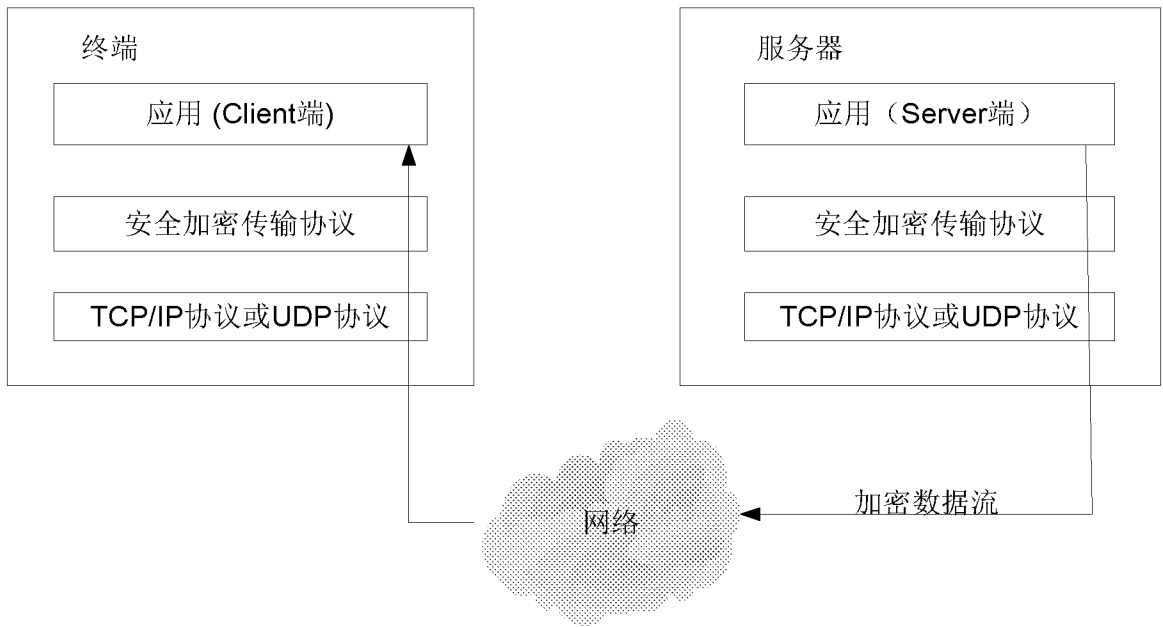 终端
应用 (Client端)
安全加密传输协议
TCP/IP协议或UDP协议
服务器
应用（Server端）
安全加密传输协议
TCP/IP协议或UDP协议
加密数据流
网络